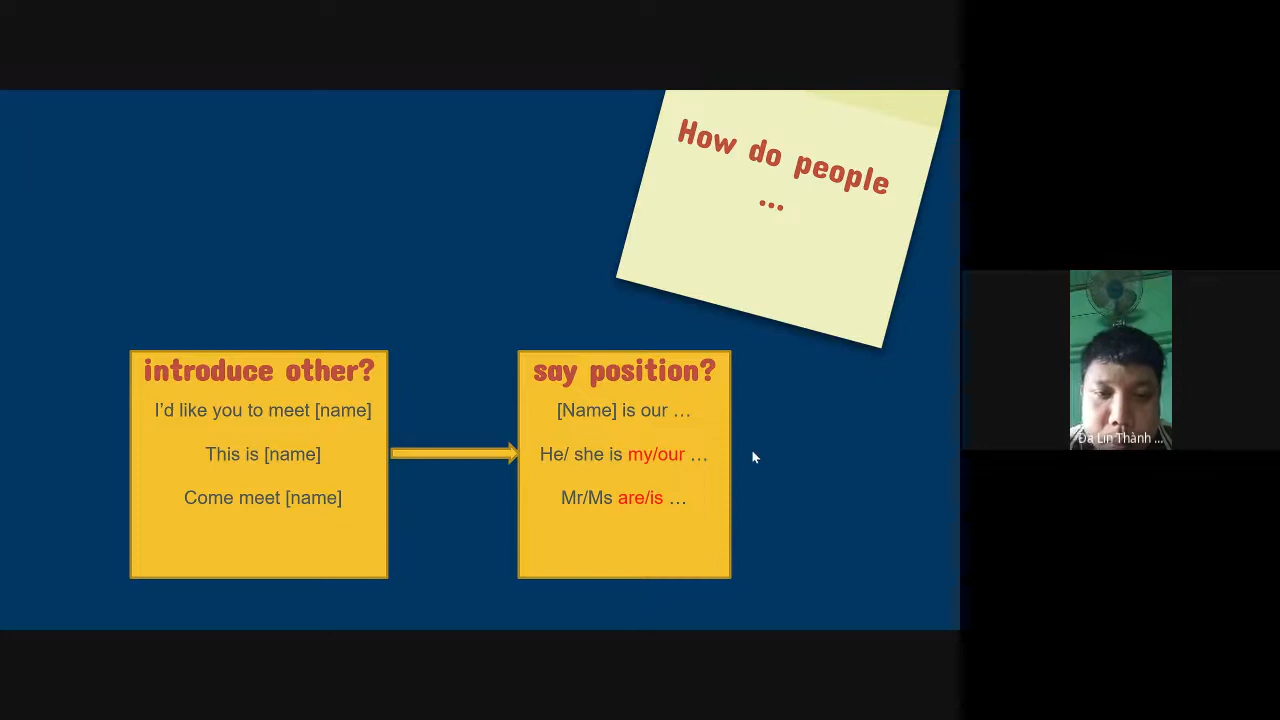 How do people
...
introduce other?
I'd like you to meet [name]
This is [name]
Come meet [name]
say position?
[Name] is our …
He/ she is my/our …
Mr/Ms are/is …
Đa Lin Thành ...